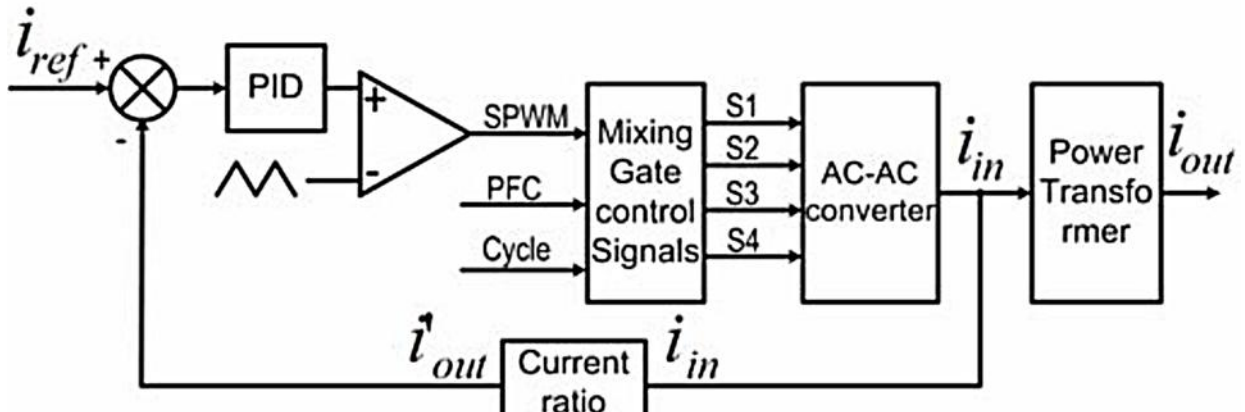 i_ref
+
-
PID
+
-
SPWM
PFC
Cycle
Mixing
Gate
control
Signals
S1
S2
S3
S4
AC-AC
converter
i_in
Power
Transfo
rmer
i_out
i'_out
Current
ratio
i_in